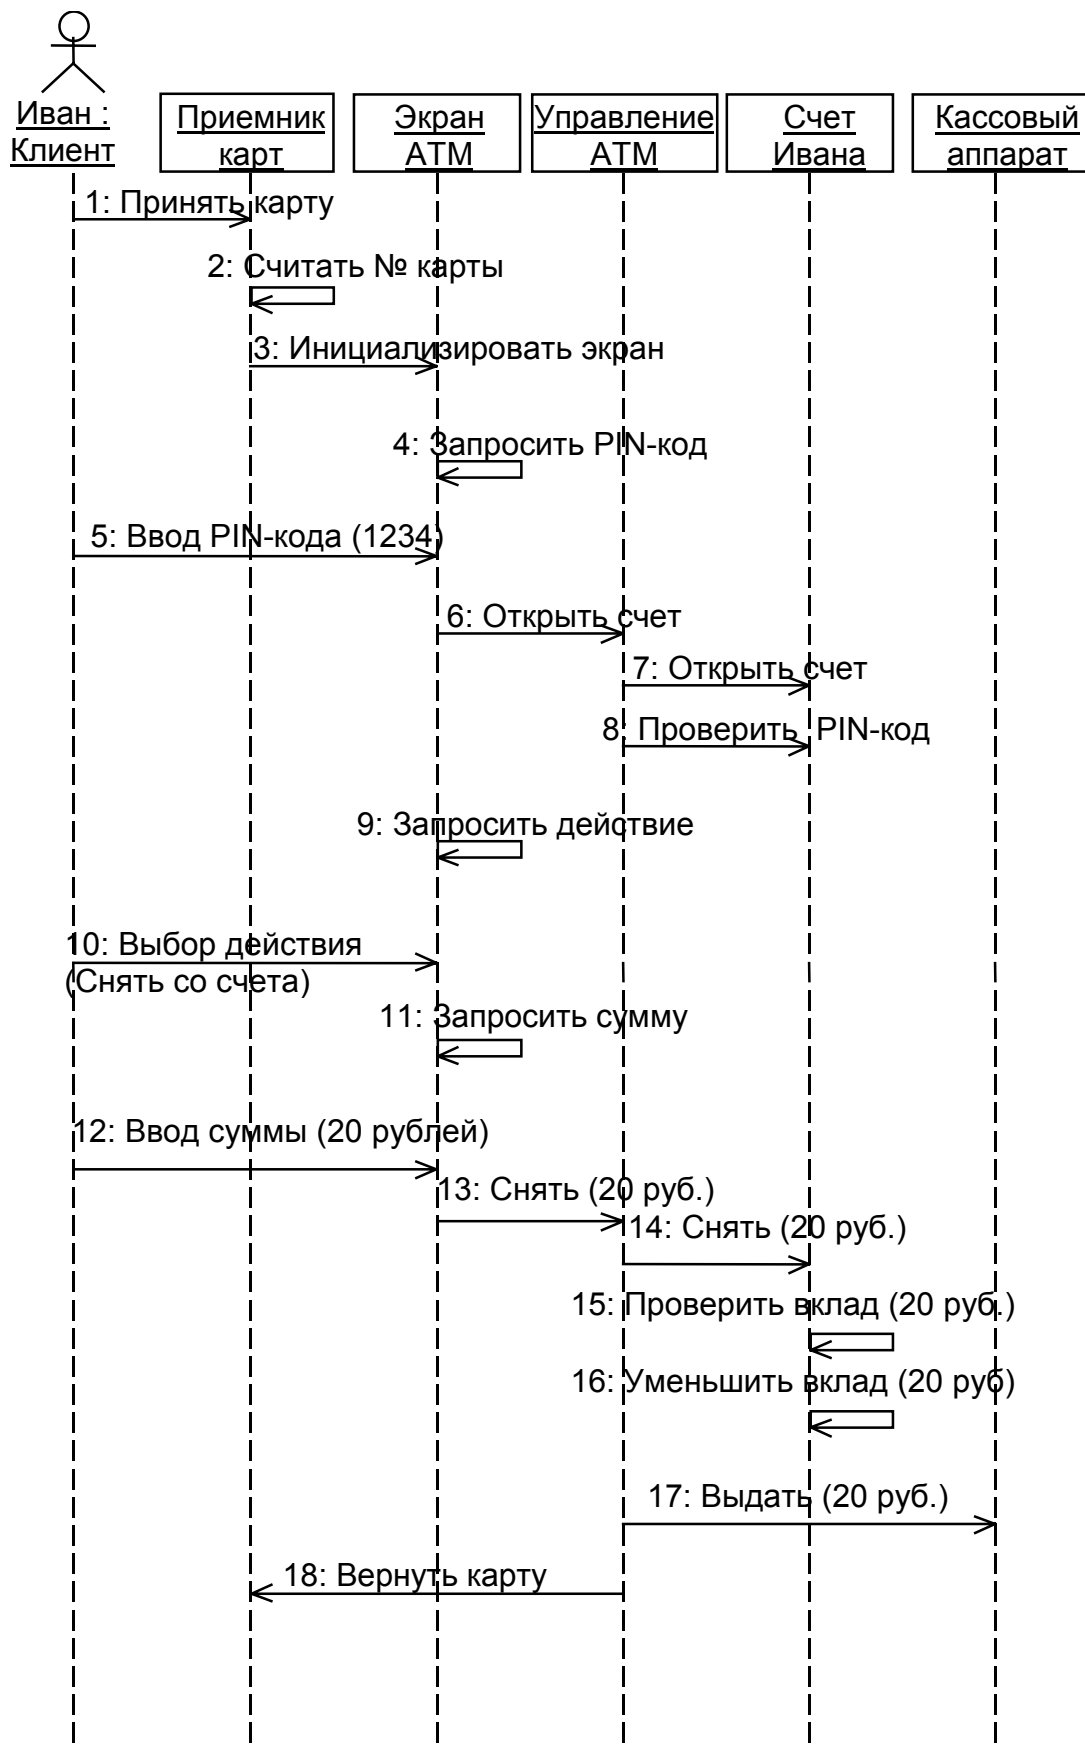 Иван :
Клиент
Приемник
карт
Экран
АТМ
Управление
АТМ
Счет
Ивана
Кассовый
аппарат
1: Принять карту
2: Считать № карты
3: Инициализировать экран
4: Запросить PIN-код
5: Ввод PIN-кода (1234)
6: Открыть счет
7: Открыть счет
8: Проверить PIN-код
9: Запросить действие
10: Выбор действия
(Снять со счета)
11: Запросить сумму
12: Ввод суммы (20 рублей)
13: Снять (20 руб.)
14: Снять (20 руб.)
15: Проверить вклад (20 руб.)
16: Уменьшить вклад (20 руб)
17: Выдать (20 руб.)
18: Вернуть карту